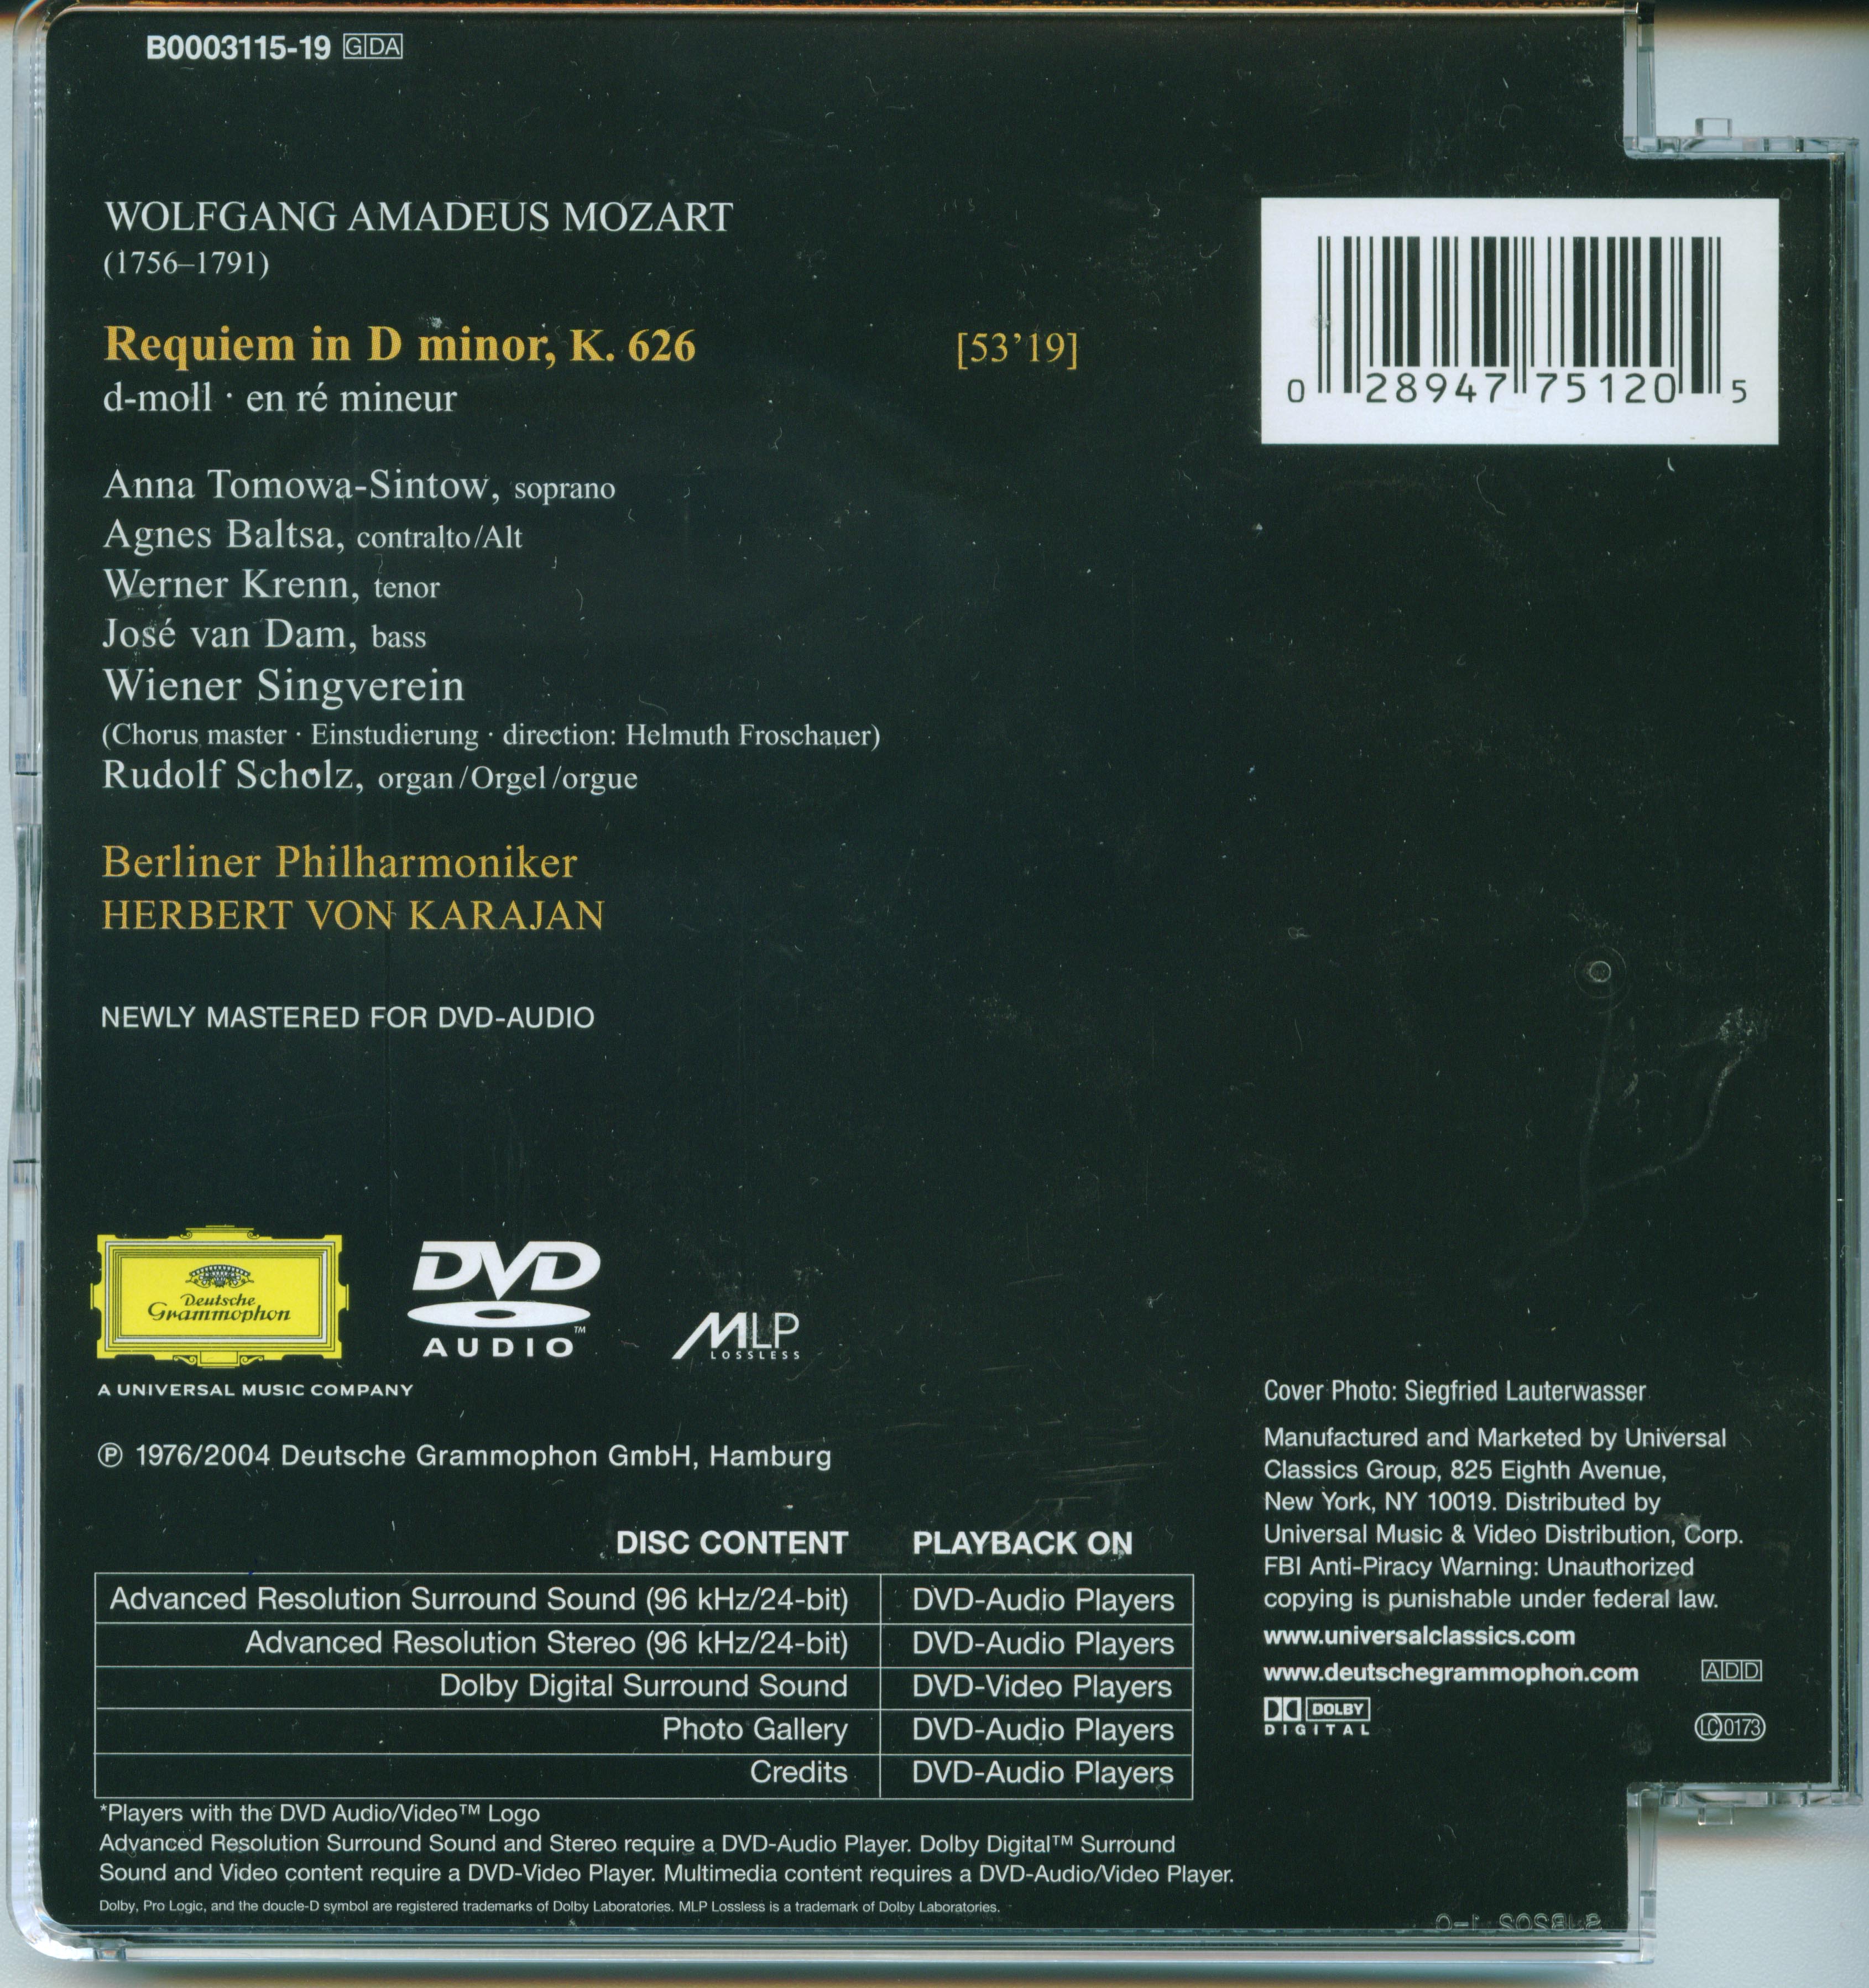 B0003115-19 GDA
WOLFGANG AMADEUS MOZART
(1756–1791)
Requiem in D minor, K. 626 [53’19]
d-moll · en ré mineur
0 28947 75120 5
Anna Tomowa-Sintow, soprano
Agnes Baltsa, contralto/Alt
Werner Krenn, tenor
José van Dam, bass
Wiener Singverein
(Chorus master · Einstudierung · direction: Helmuth Froschauer)
Rudolf Scholz, organ/Orgel/orgue
Berliner Philharmoniker
HERBERT VON KARAJAN
NEWLY MASTERED FOR DVD-AUDIO
Deutsche
Grammophon
DVD
AUDIO™
MLP
LOSSLESS
A UNIVERSAL MUSIC COMPANY
℗ 1976/2004 Deutsche Grammophon GmbH, Hamburg
DISC CONTENT PLAYBACK ON
Advanced Resolution Surround Sound (96 kHz/24-bit) DVD-Audio Players
Advanced Resolution Stereo (96 kHz/24-bit) DVD-Audio Players
Dolby Digital Surround Sound DVD-Video Players
Photo Gallery DVD-Audio Players
Credits DVD-Audio Players
*Players with the DVD Audio/Video™ Logo
Advanced Resolution Surround Sound and Stereo require a DVD-Audio Player. Dolby Digital™ Surround
Sound and Video content require a DVD-Video Player. Multimedia content requires a DVD-Audio/Video Player.
Dolby, Pro Logic, and the doucle-D symbol are registered trademarks of Dolby Laboratories. MLP Lossless is a trademark of Dolby Laboratories.
Cover Photo: Siegfried Lauterwasser
Manufactured and Marketed by Universal
Classics Group, 825 Eighth Avenue,
New York, NY 10019. Distributed by
Universal Music & Video Distribution, Corp.
FBI Anti-Piracy Warning: Unauthorized
copying is punishable under federal law.
www.universalclassics.com
www.deutschegrammophon.com ADD
DOLBY
DIGITAL
LC 0173